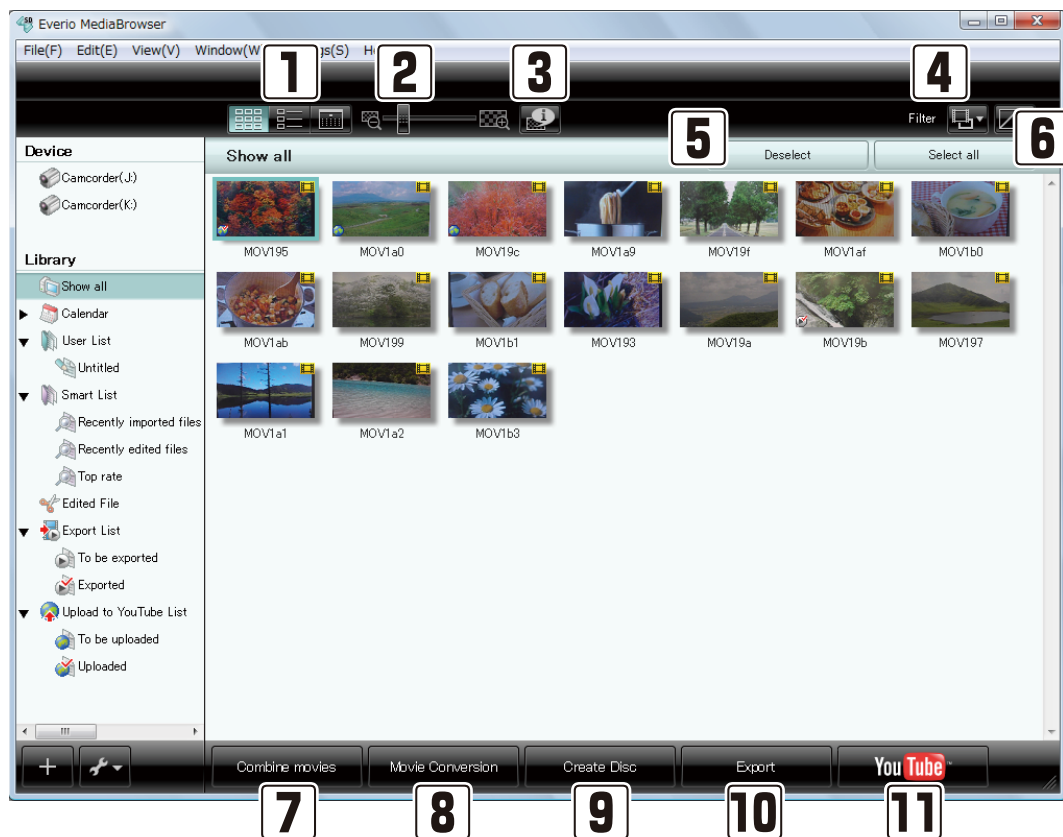 Everio MediaBrowser
File(F) Edit(E) View(V) Window(W gs(S) H
1 2 3 4
Filter
5 6
Device
Show all
Deselect
Select all
Camcorder(J:)
Camcorder(K:)
Library
Show all
Calendar
User List
Untitled
Smart List
Recently imported files
Recently edited files
Top rate
Edited File
Export List
To be exported
Exported
Upload to YouTube List
To be uploaded
Uploaded
MOV195 MOV1a0 MOV19c MOV1a9 MOV19f MOV1af MOV1b0
MOV1ab MOV199 MOV1b1 MOV193 MOV19a MOV19b MOV197
MOV1a1 MOV1a2 MOV1b3
Combine movies Movie Conversion Create Disc Export YouTube
7 8 9 10 11